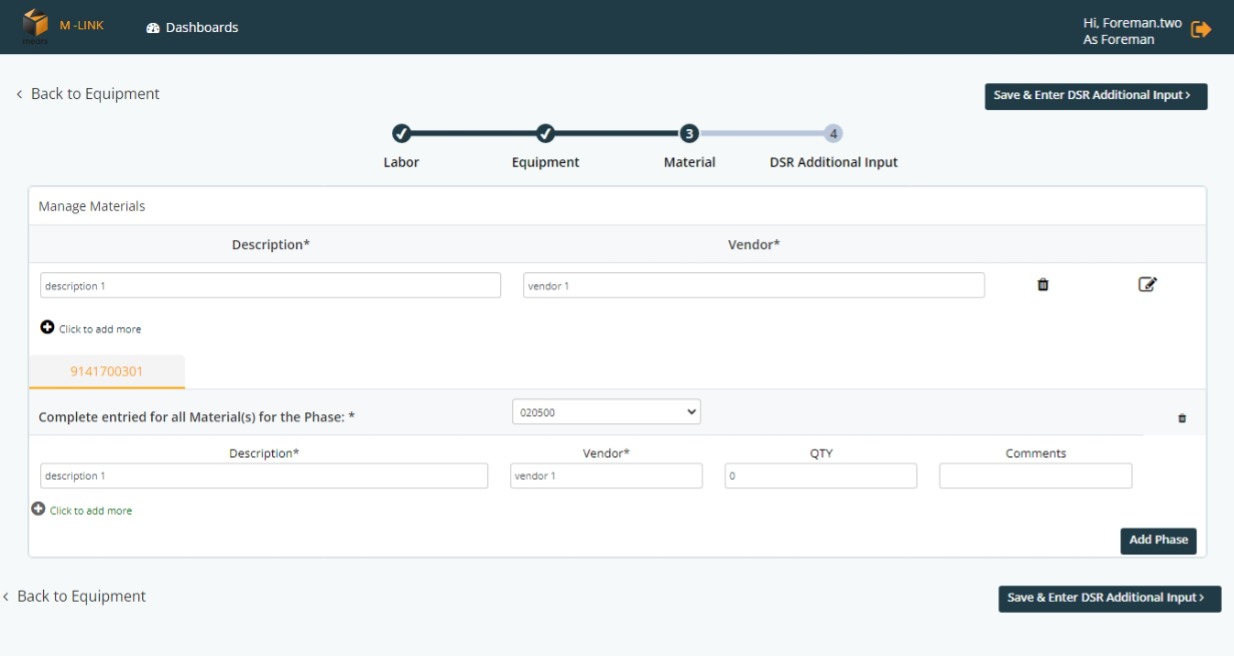 M -LINK
Dashboards
Hi, Foreman.two
As Foreman
mears
< Back to Equipment
Save & Enter DSR Additional Input >
3
4
Labor
Equipment
Material
DSR Additional Input
Manage Materials
Description*
Vendor*
description 1
vendor 1
Click to add more
9141700301
Complete entried for all Material(s) for the Phase: *
020500
Description*
Vendor*
QTY
Comments
description 1
vendor 1
0
Click to add more
Add Phase
< Back to Equipment
Save & Enter DSR Additional Input >